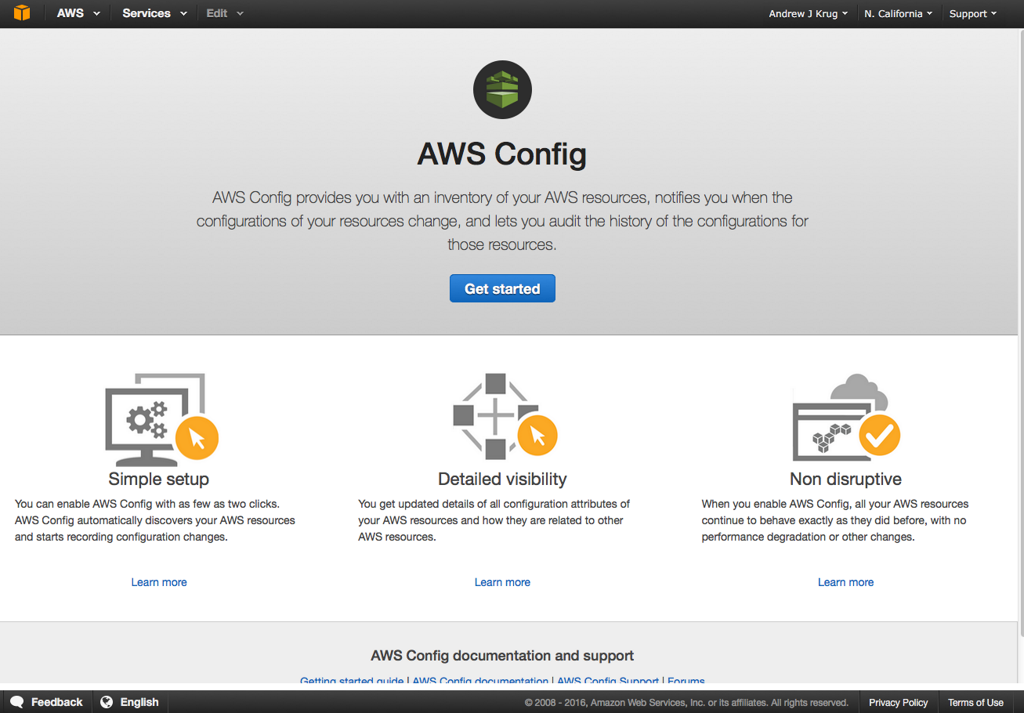 AWS Services Edit Andrew J Krug N. California Support
AWS Config
AWS Config provides you with an inventory of your AWS resources, notifies you when the
configurations of your resources change, and lets you audit the history of the configurations for
those resources.
Get started
Simple setup
You can enable AWS Config with as few as two clicks.
AWS Config automatically discovers your AWS resources
and starts recording configuration changes.
Learn more
Detailed visibility
You get updated details of all configuration attributes of
your AWS resources and how they are related to other
AWS resources.
Learn more
Non disruptive
When you enable AWS Config, all your AWS resources
continue to behave exactly as they did before, with no
performance degradation or other changes.
Learn more
AWS Config documentation and support
Getting started guide | AWS Config documentation | AWS Config Support | Forums
Feedback English © 2008 - 2016, Amazon Web Services, Inc. or its affiliates. All rights reserved. Privacy Policy Terms of Use